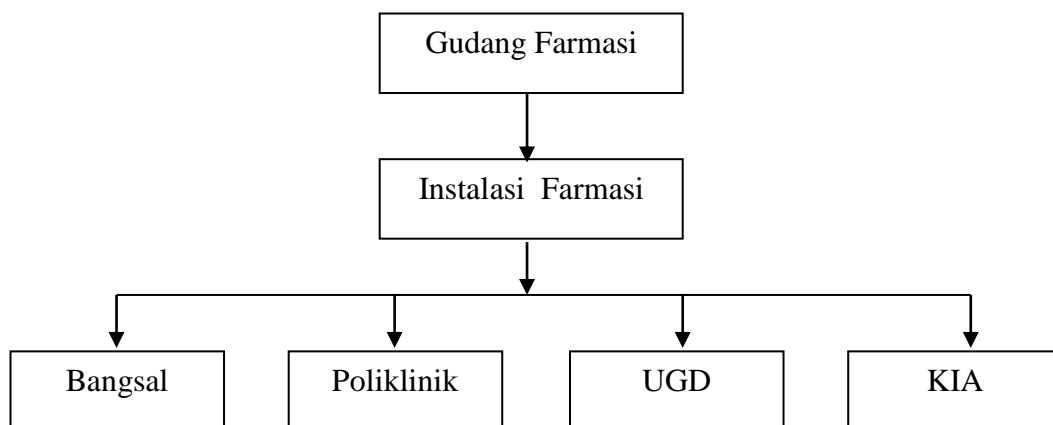 Gudang Farmasi
Instalasi Farmasi
Bangsal
Poliklinik
UGD
KIA